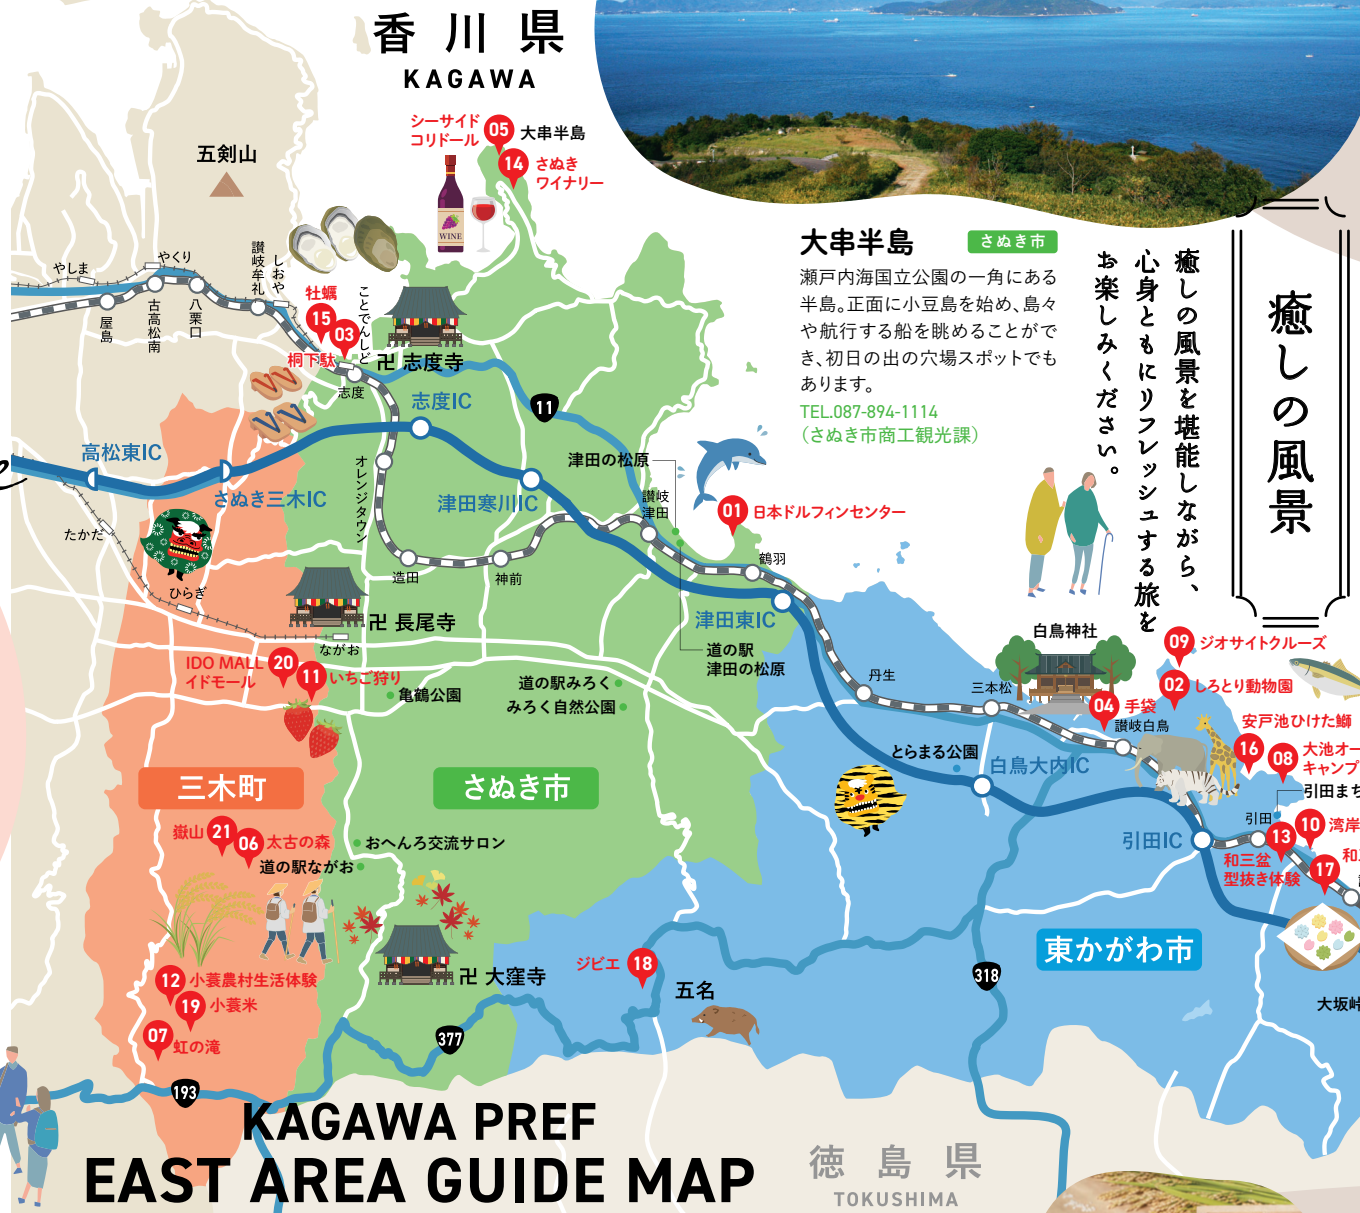 香川県
KAGAWA
シーサイド
コリドール
05
大串半島
14
さぬき
ワイナリー
WINE
五剣山
大串半島
さぬき市
瀬戸内海国立公園の一角にある
半島。正面に小豆島を始め、島々
や航行する船を眺めることがで
き、初日の出の穴場スポットでも
あります。
TEL.087-894-1114
（さぬき市商工観光課）
癒しの風景を堪能しながら、
心身ともにリフレッシュする旅を
お楽しみください。
癒しの風景
やしま
やくり
讃岐牟礼
しおや
屋島
古高松南
八栗口
牡蠣
15
03
桐下駄
ことでんしど
志度
卍 志度寺
志度IC
11
高松東IC
さぬき三木IC
オレンジタウン
津田寒川IC
津田の松原
讃岐
津田
01
日本ドルフィンセンター
たかだ
ひらぎ
造田
神前
鶴羽
卍 長尾寺
ながお
津田東IC
道の駅
津田の松原
IDO MALL
イドモール
20
11
いちご狩り
亀鶴公園
道の駅みろく
みろく自然公園
丹生
三本松
白鳥神社
09
ジオサイトクルーズ
02
しろとり動物園
04
手袋
讃岐白鳥
安戸池ひけた鰤
16
08
大池オー
キャンプ
引田まち
とらまる公園
白鳥大内IC
三木町
さぬき市
嶽山
21
06
太古の森
おへんろ交流サロン
道の駅ながお
引田IC
引田
13
10
湾岸
和三盆
型抜き体験
17
12
小蓑農村生活体験
19
小蓑米
07
虹の滝
卍 大窪寺
ジビエ
18
五名
東かがわ市
318
大坂峠
377
193
KAGAWA PREF
EAST AREA GUIDE MAP
徳島県
TOKUSHIMA